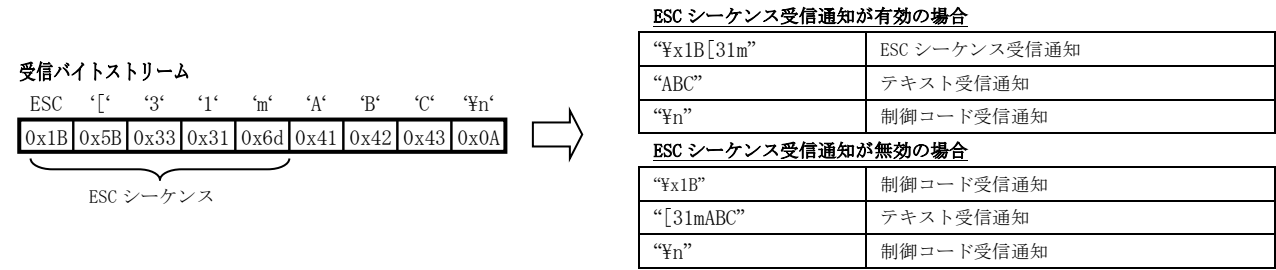 受信バイトストリーム
ESC ‘[‘ ‘3‘ ‘1‘ ‘m‘ ‘A‘ ‘B‘ ‘C‘ ‘¥n‘
0x1B 0x5B 0x33 0x31 0x6d 0x41 0x42 0x43 0x0A
ESC シーケンス
ESC シーケンス受信通知が有効の場合
“¥x1B[31m” ESC シーケンス受信通知
“ABC” テキスト受信通知
“¥n” 制御コード受信通知
ESC シーケンス受信通知が無効の場合
“¥x1B” 制御コード受信通知
“[31mABC” テキスト受信通知
“¥n” 制御コード受信通知